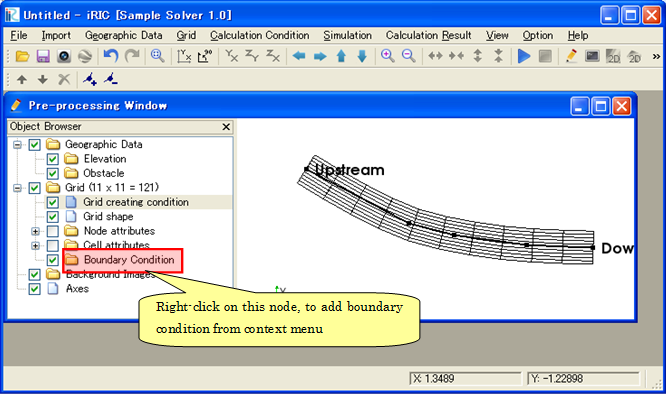 Untitled - iRIC [Sample Solver 1.0]
File Import Geographic Data Grid Calculation Condition Simulation Calculation Result View Option Help
Pre-processing Window
Object Browser
Geographic Data
Elevation
Obstacle
Grid (11 x 11 = 121)
Grid creating condition
Grid shape
Node attributes
Cell attributes
Boundary Condition
Background Images
Axes
Upstream
Dow
Y
Right-click on this node, to add boundary
condition from context menu
X: 1.3489 Y: -1.22898